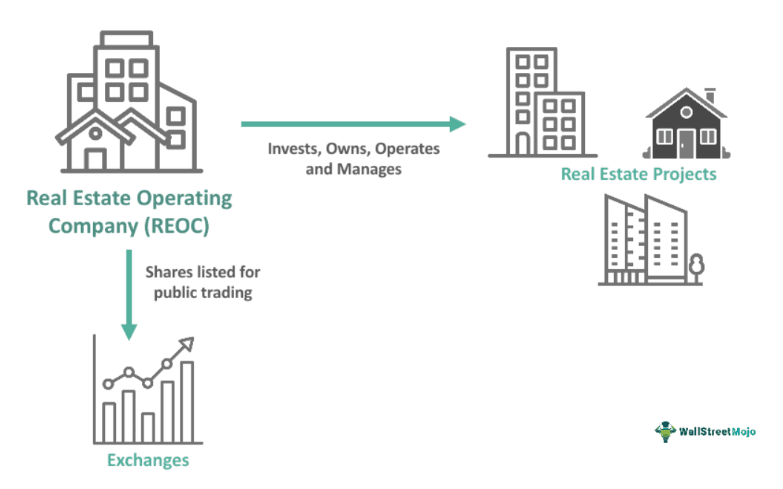 Invests, Owns, Operates
and Manages
Real Estate Projects
Real Estate Operating
Company (REOC)
Shares listed for
public trading
Exchanges
WallStreetMojo